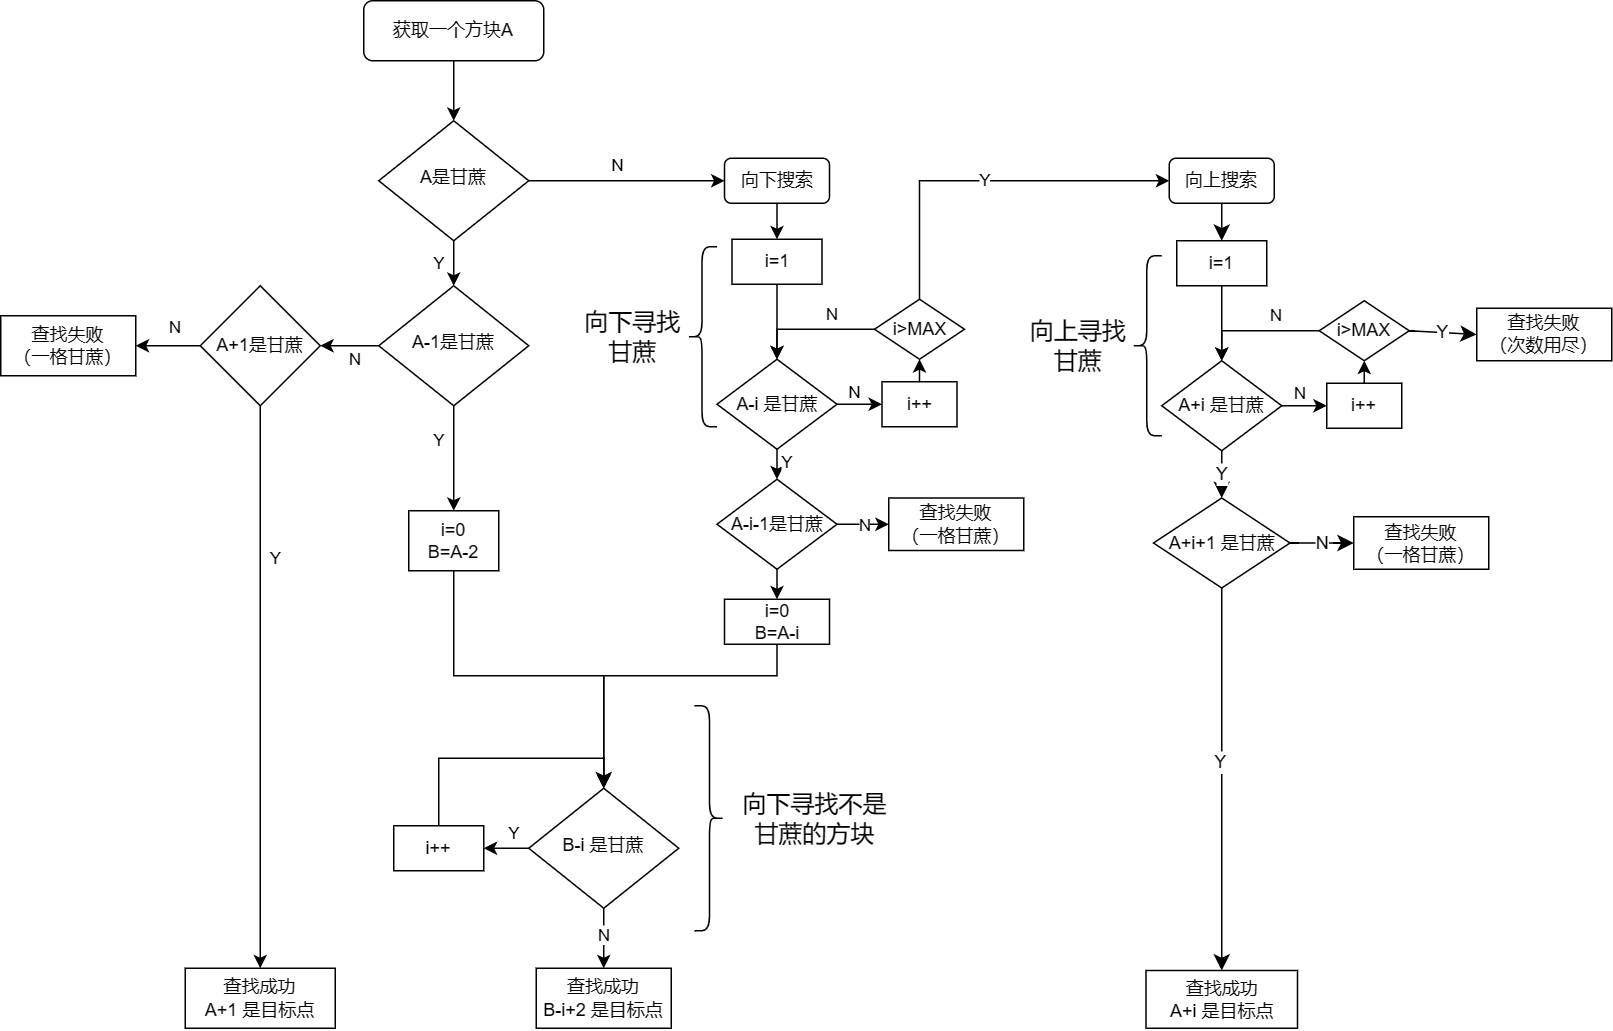 获取一个方块A
A是甘蔗
N
向下搜索
Y
向上搜索
Y
i=1
i=1
向下寻找
甘蔗
向上寻找
甘蔗
查找失败
（一格甘蔗）
N
A+1是甘蔗
N
A-1是甘蔗
N
i>MAX
N
i>MAX
Y
查找失败
（次数用尽）
A-i 是甘蔗
N
i++
A+i 是甘蔗
N
i++
Y
Y
Y
i=0
B=A-2
A-i-1是甘蔗
N
查找失败
（一格甘蔗）
A+i+1 是甘蔗
N
查找失败
（一格甘蔗）
Y
i=0
B=A-i
Y
向下寻找不是
甘蔗的方块
i++
Y
B-i 是甘蔗
N
查找成功
A+1 是目标点
查找成功
B-i+2 是目标点
查找成功
A+i 是目标点